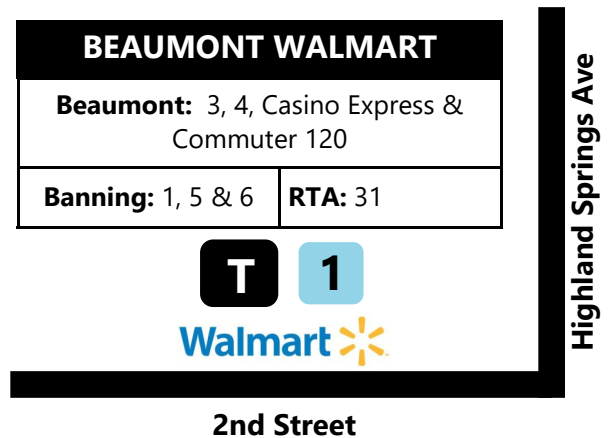 BEAUMONT WALMART
Beaumont: 3, 4, Casino Express &
Commuter 120
Banning: 1, 5 & 6
RTA: 31
T
1
Walmart
2nd Street
Highland Springs Ave